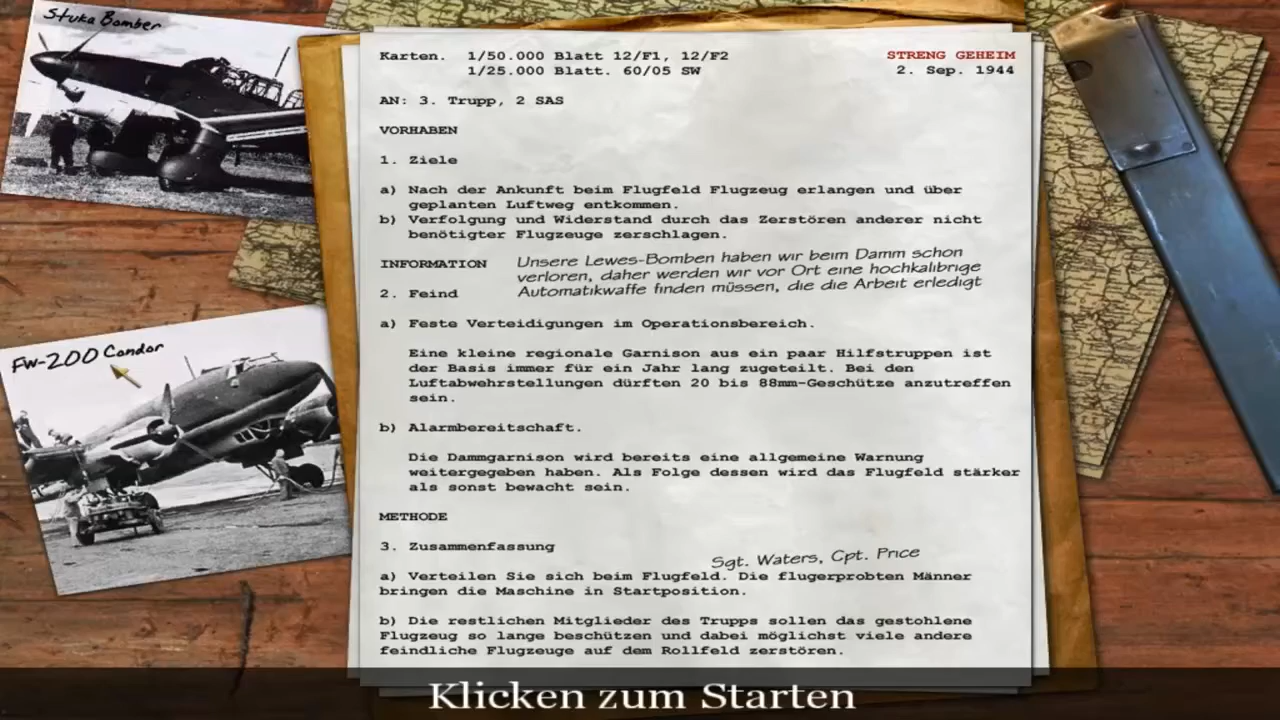 Stuka Bomber
Karten. 1/50.000 Blatt 12/F1, 12/F2
STRENG GEHEIM
1/25.000 Blatt. 60/05 SW
2. Sep. 1944
AN: 3. Trupp, 2 SAS
VORHABEN
1. Ziele
a) Nach der Ankunft beim Flugfeld Flugzeug erlangen und über
geplanten Luftweg entkommen.
b) Verfolgung und Widerstand durch das Zerstören anderer nicht
benötigter Flugzeuge zerschlagen.
Unsere Lewes-Bomben haben wir beim Damm schon
verloren, daher werden wir vor Ort eine hochkalibrige
Automatikwaffe finden müssen, die die Arbeit erledigt
INFORMATION
2. Feind
a) Feste Verteidigungen im Operationsbereich.
FW-200 Condor
Eine kleine regionale Garnison aus ein paar Hilfstruppen ist
der Basis immer für ein Jahr lang zugeteilt. Bei den
Luftabwehrstellungen dürften 20 bis 88mm-Geschütze anzutreffen
sein.
b) Alarmbereitschaft.
Die Dammgarnison wird bereits eine allgemeine Warnung
weitergegeben haben. Als Folge dessen wird das Flugfeld stärker
als sonst bewacht sein.
METHODE
3. Zusammenfassung
Sgt. Waters, Cpt. Price
a) Verteilen Sie sich beim Flugfeld. Die flugerprobten Männer
bringen die Maschine in Startposition.
b) Die restlichen Mitglieder des Trupps sollen das gestohlene
Flugzeug so lange beschützen und dabei möglichst viele andere
feindliche Flugzeuge auf dem Rollfeld zerstören.
Klicken zum Starten